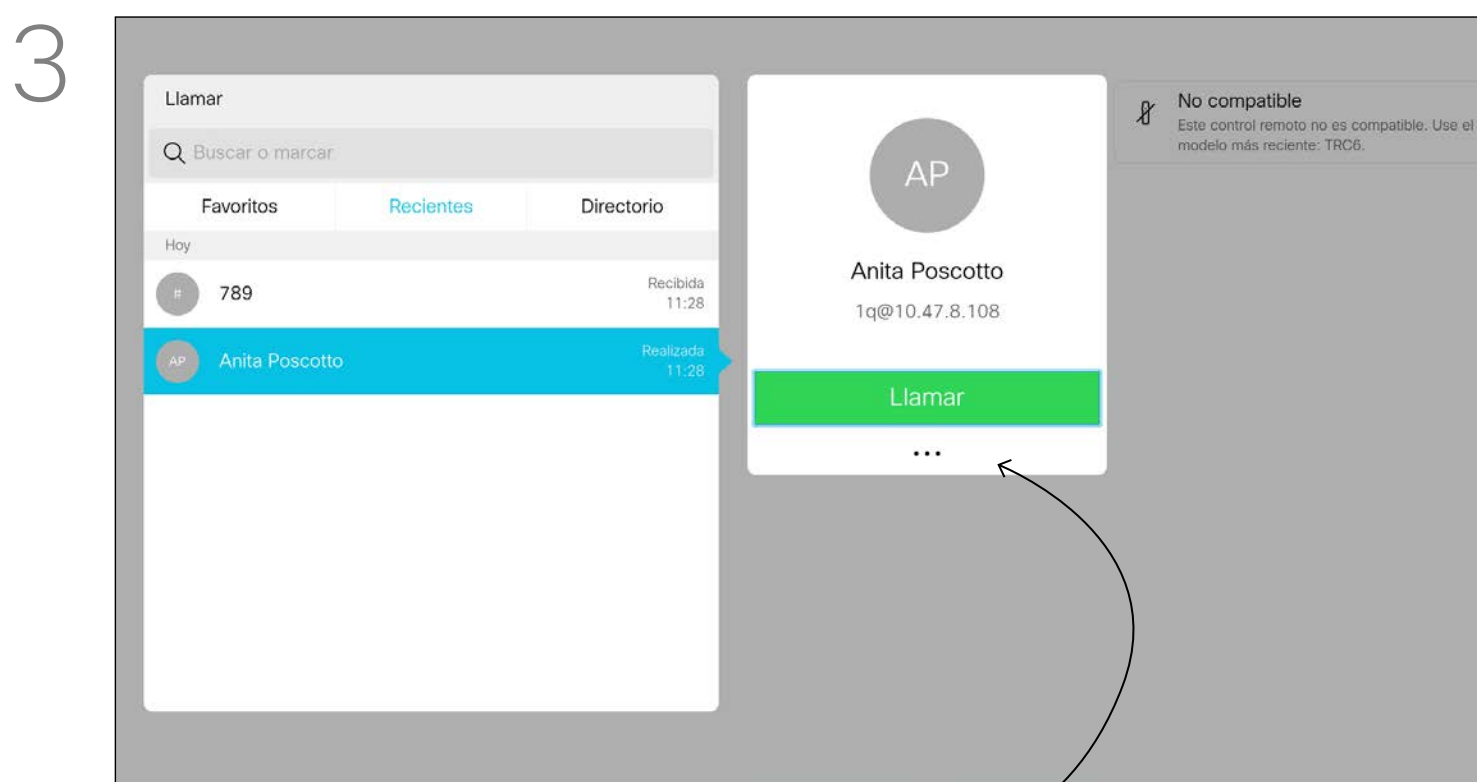 3
Llamar
Buscar o marcar
Favoritos Recientes Directorio
Hoy
# 789 Recibida
11:28
AP Anita Poscotto Realizada
11:28
AP
Anita Poscotto
1q@10.47.8.108
Llamar
...
No compatible
Este control remoto no es compatible. Use el
modelo más reciente: TRC6.